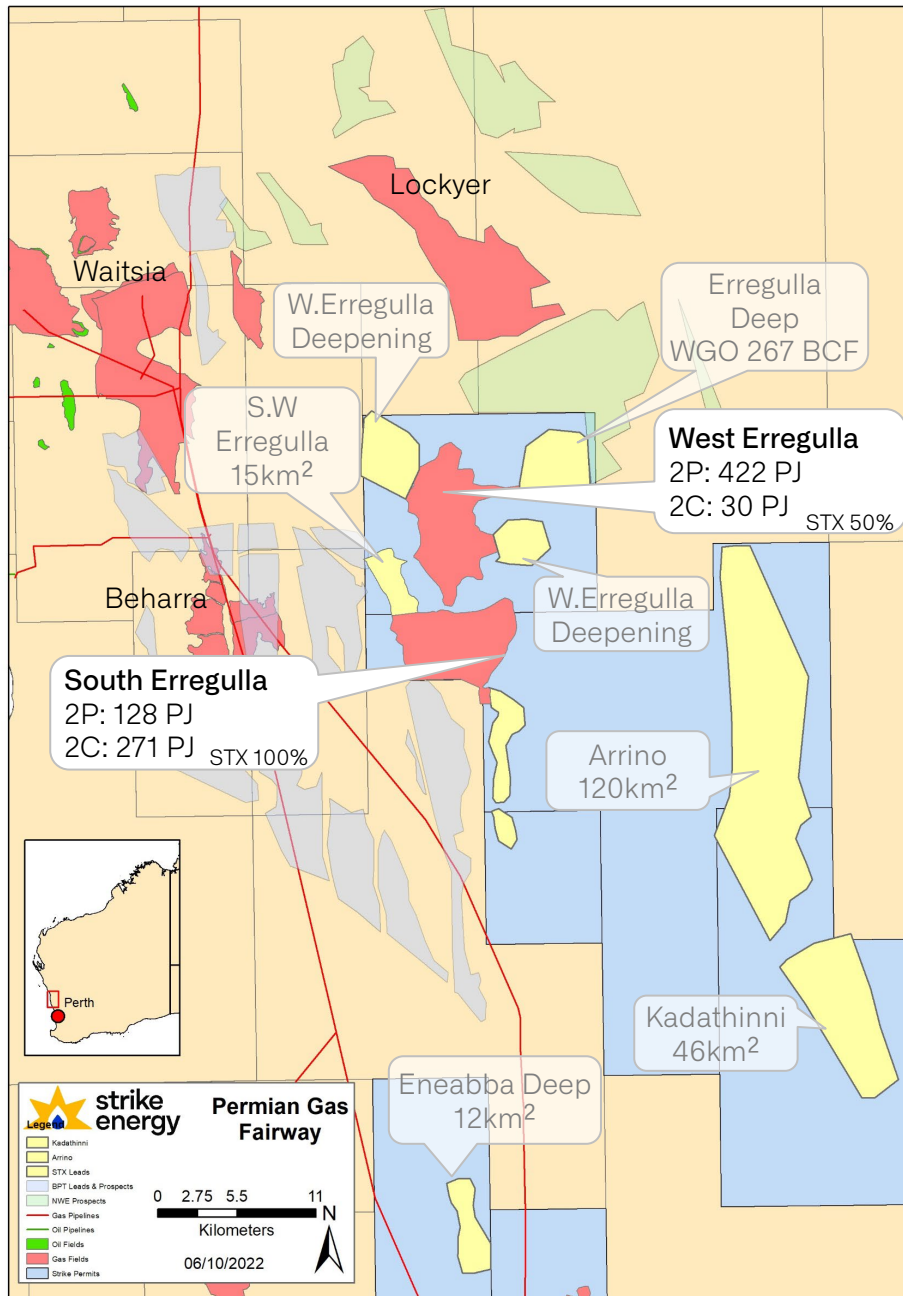 Lockyer
Waitsia
W.Erregulla
Deepening
Erregulla
Deep
WGO 267 BCF
S.W
Erregulla
15km²
West Erregulla
2P: 422 PJ
2C: 30 PJ
STX 50%
Beharra
W.Erregulla
Deepening
South Erregulla
2P: 128 PJ
2C: 271 PJ
STX 100%
Arrino
120km²
Perth
Kadathinni
46km²
Eneabba Deep
12km²
strike
energy
Permian Gas
Fairway
Legend
Kadathinni
Arrino
STX Leads
BPT Leads & Prospects
NWE Prospects
Gas Pipelines
Oil Pipelines
Oil Fields
Gas Fields
Strike Permits
0 2.75 5.5 11
Kilometers
N
06/10/2022